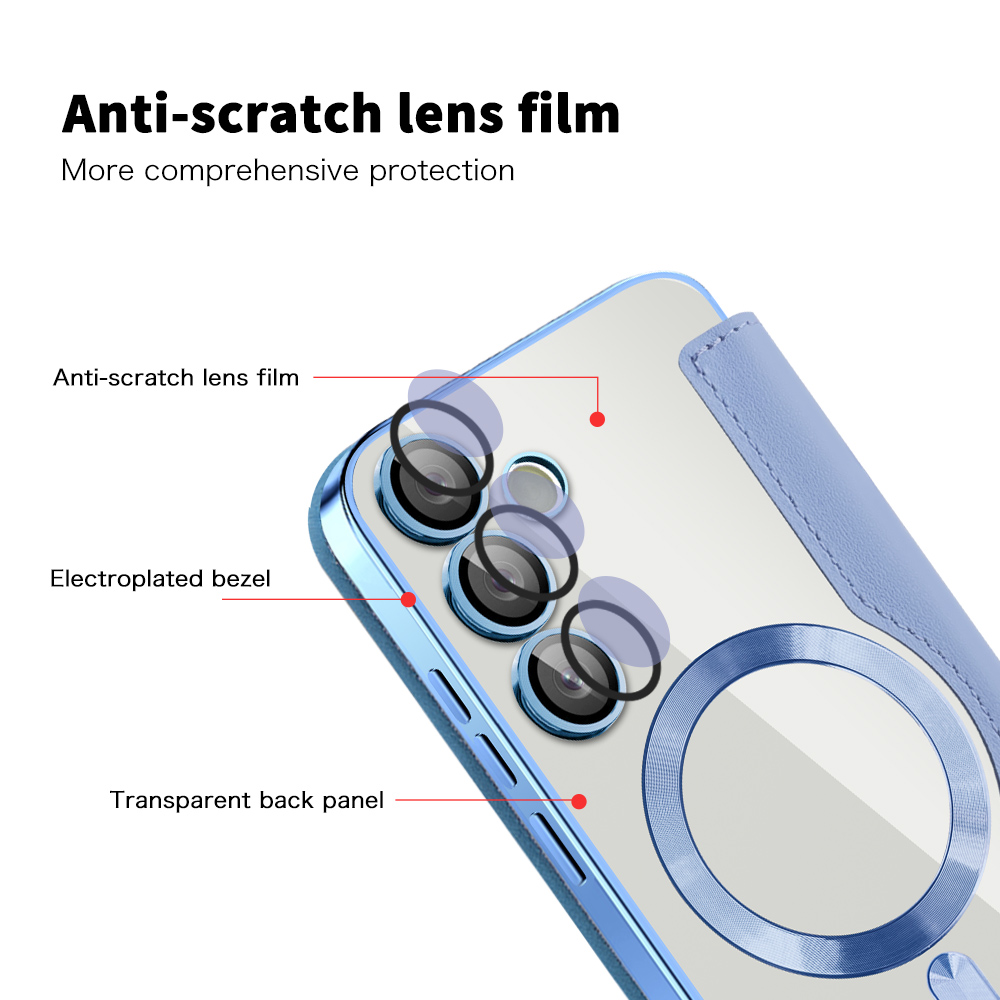 Anti-scratch lens film
More comprehensive protection
Anti-scratch lens film
Electroplated bezel
Transparent back panel